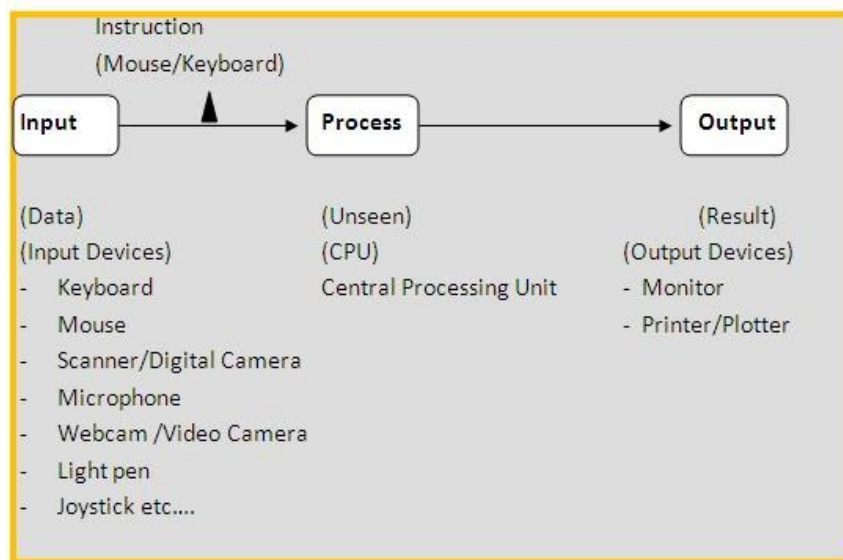 Instruction
(Mouse/Keyboard)
Input
Process
Output
(Data)
(Unseen)
(Result)
(Input Devices)
(CPU)
(Output Devices)
- Keyboard
Central Processing Unit
- Monitor
- Mouse
- Printer/Plotter
- Scanner/Digital Camera
- Microphone
- Webcam /Video Camera
- Light pen
- Joystick etc....